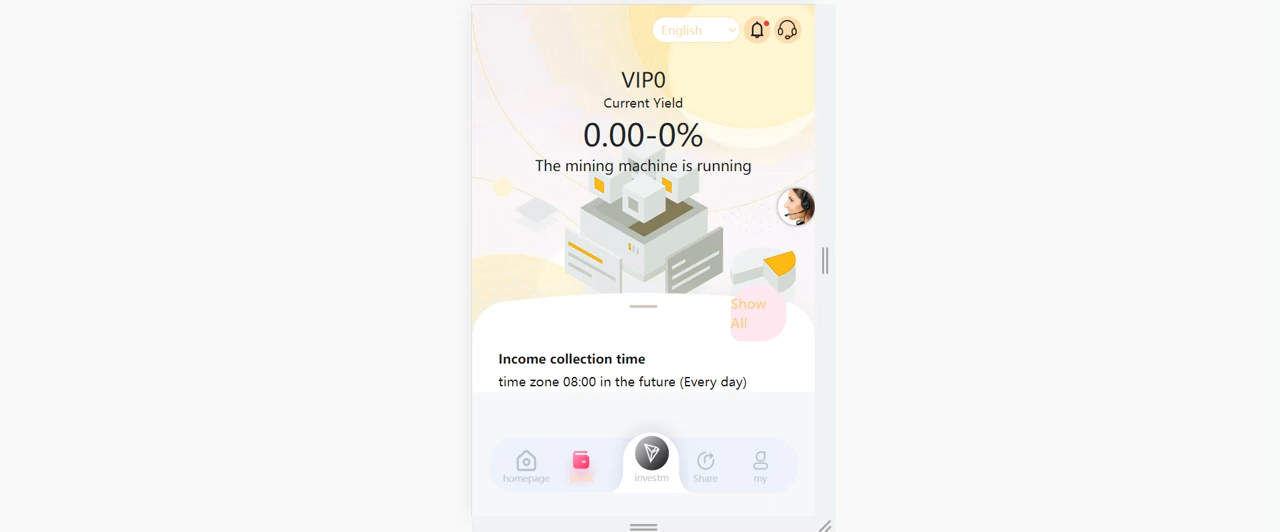 English
VIP0
Current Yield
0.00-0%
The mining machine is running
Show
All
Income collection time
time zone 08:00 in the future (Every day)
homepage
investm
Share
my